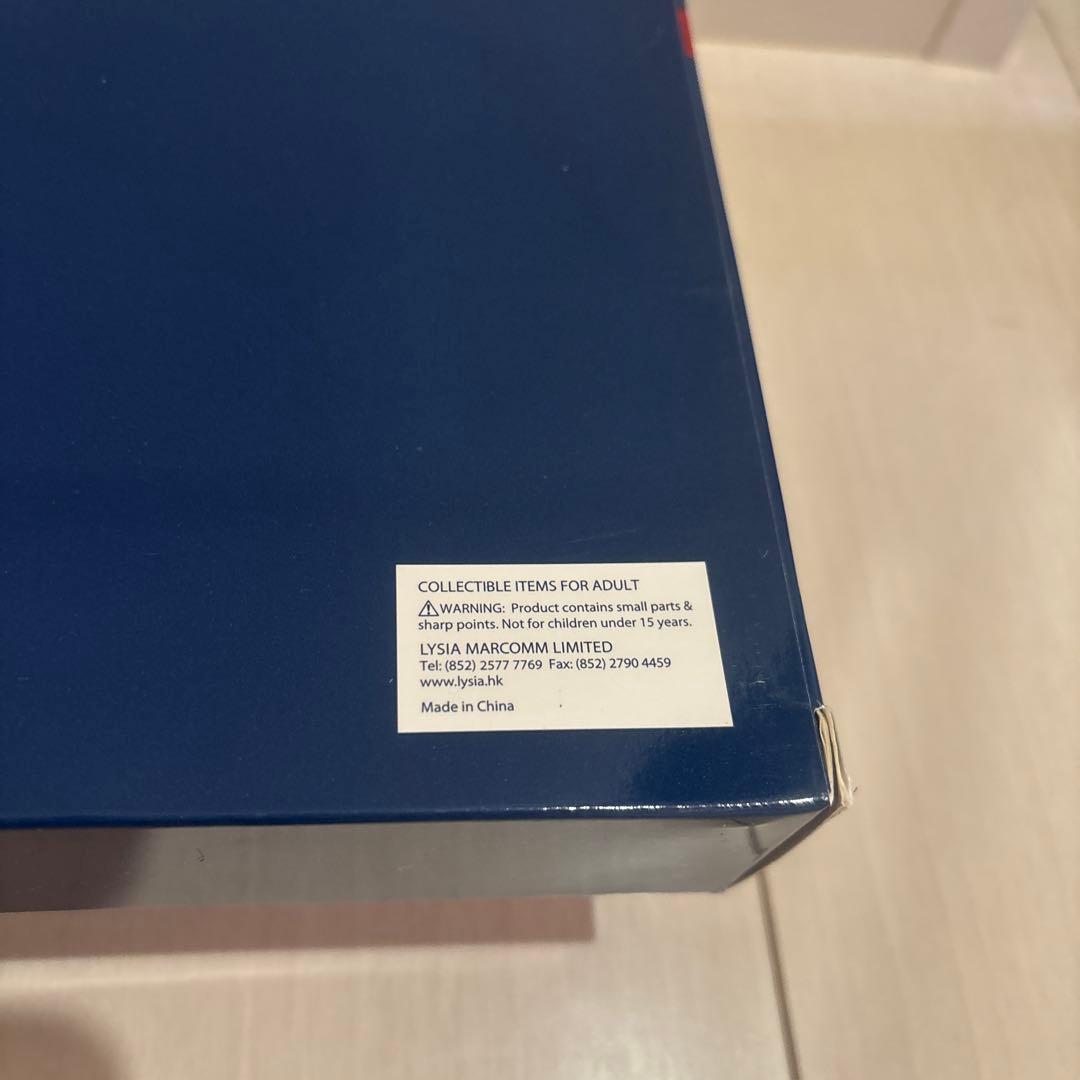 COLLECTIBLE ITEMS FOR ADULT
⚠WARNING: Product contains small parts &
sharp points. Not for children under 15 years.
LYSIA MARCOMM LIMITED
Tel: (852) 2577 7769 Fax: (852) 2790 4459
www.lysia.hk
Made in China